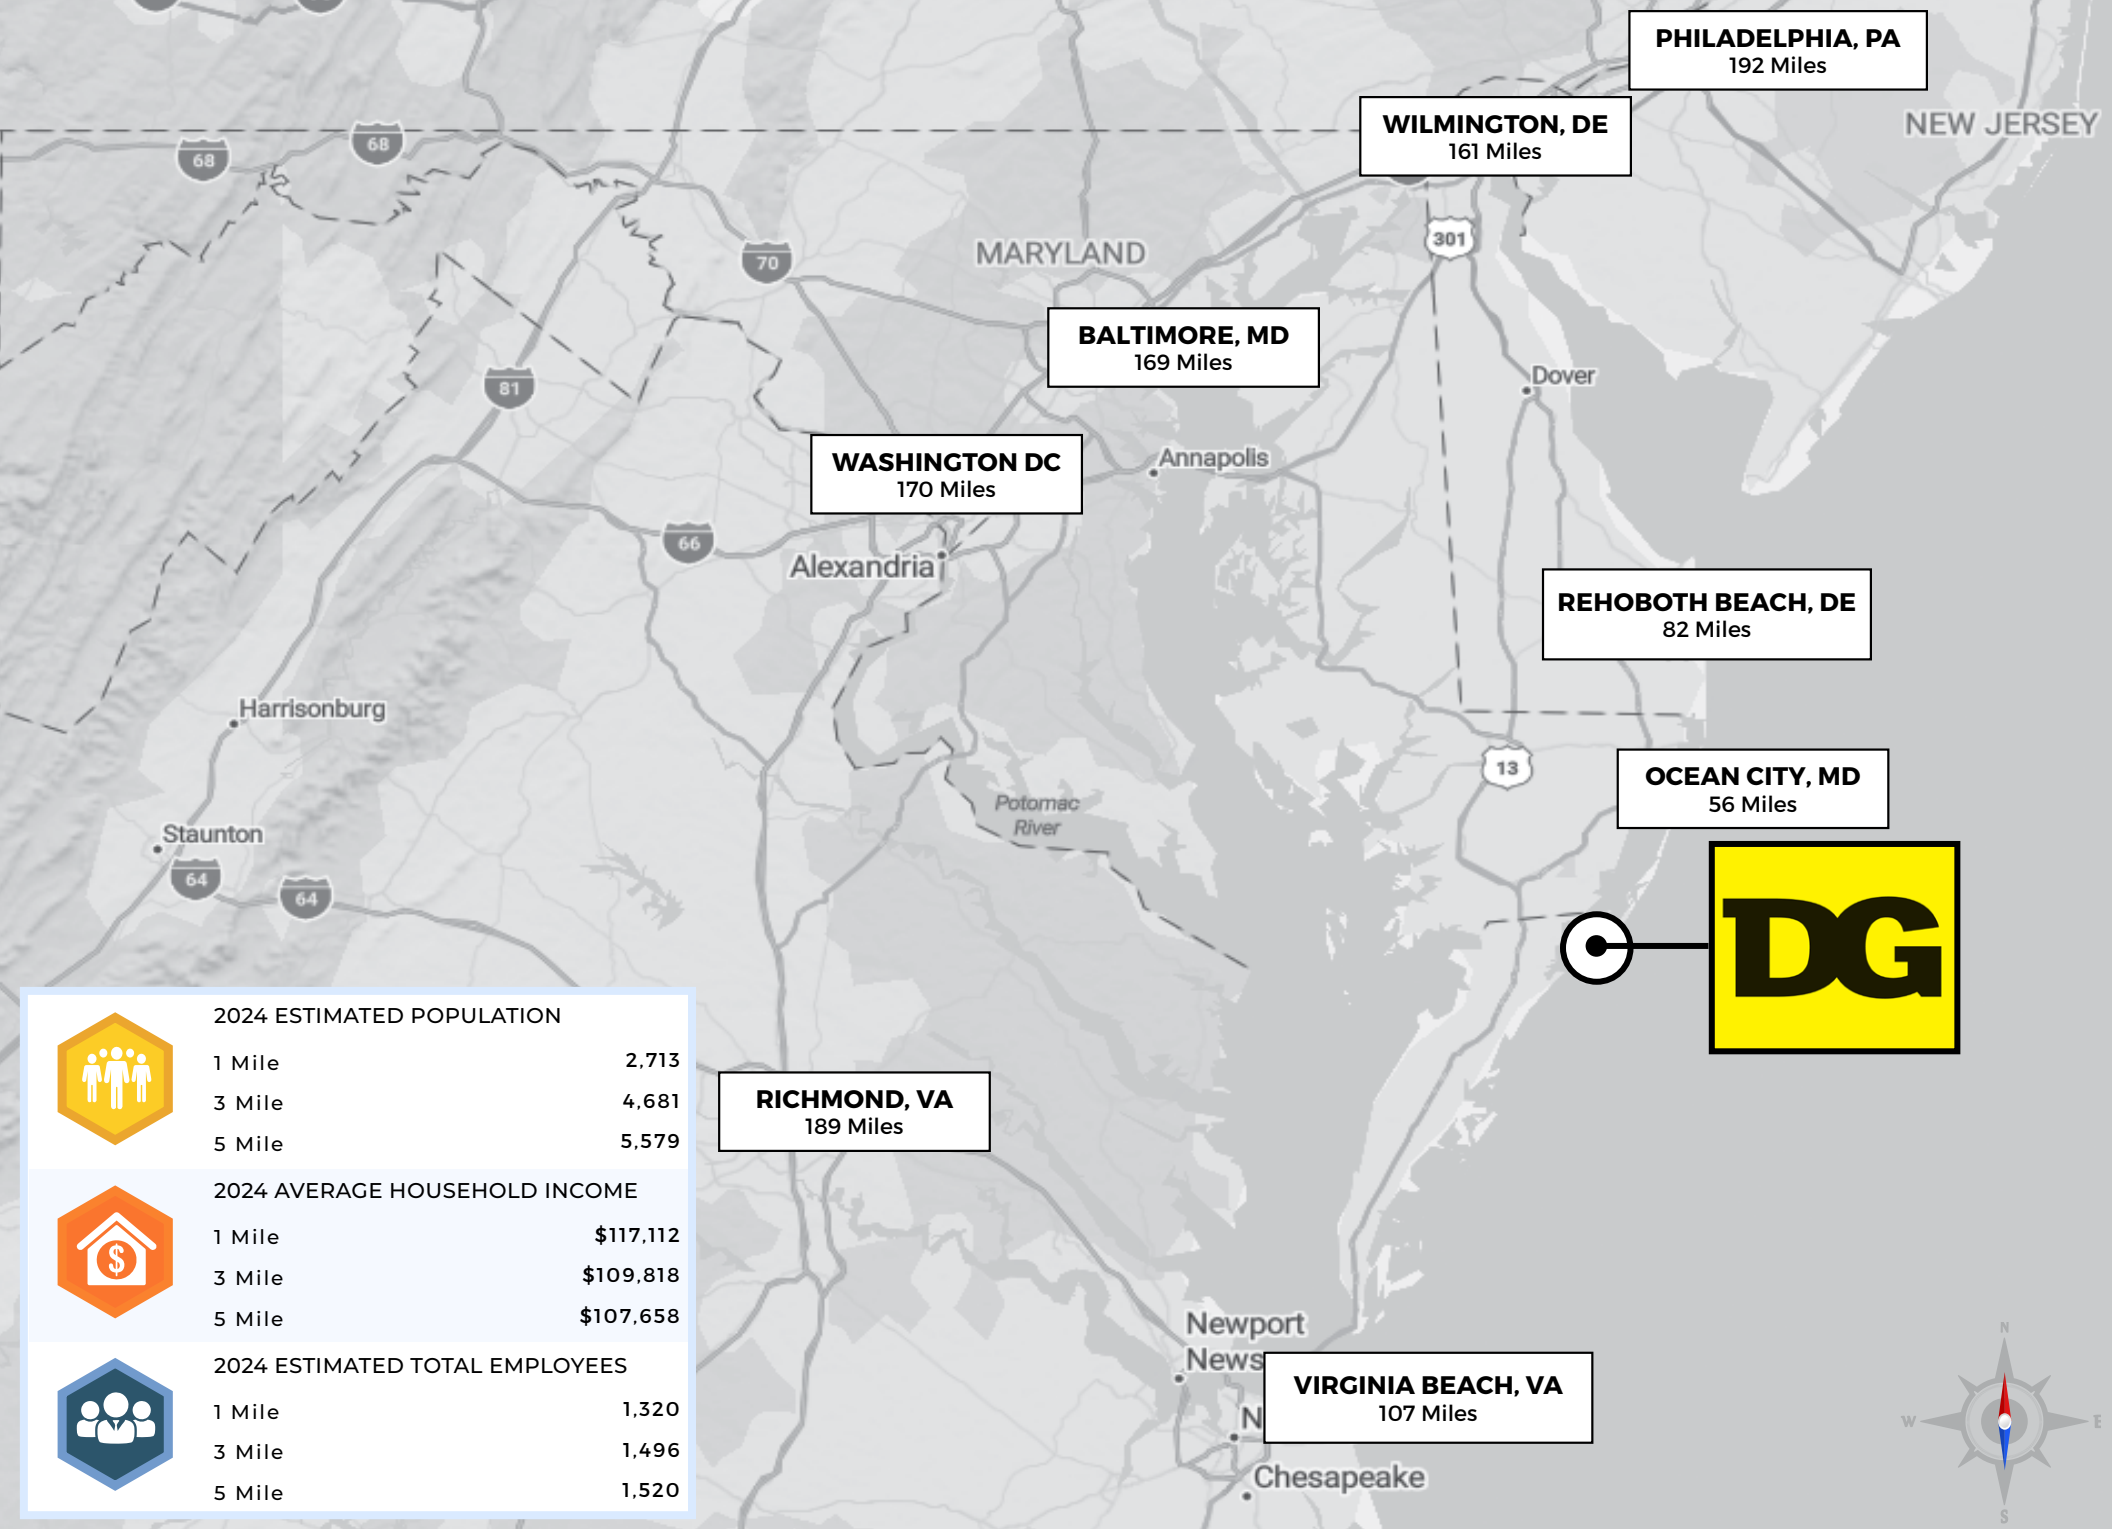 PHILADELPHIA, PA
192 Miles
WILMINGTON, DE
161 Miles
NEW JERSEY
68
68
301
70
MARYLAND
BALTIMORE, MD
169 Miles
81
Dover
WASHINGTON DC
170 Miles
Annapolis
66
Alexandria
REHOBOTH BEACH, DE
82 Miles
Harrisonburg
13
OCEAN CITY, MD
56 Miles
Potomac
River
Staunton
64
64
DG
2024 ESTIMATED POPULATION
1 Mile 2,713
3 Mile 4,681
5 Mile 5,579
2024 AVERAGE HOUSEHOLD INCOME
$
1 Mile $117,112
3 Mile $109,818
5 Mile $107,658
2024 ESTIMATED TOTAL EMPLOYEES
1 Mile 1,320
3 Mile 1,496
5 Mile 1,520
RICHMOND, VA
189 Miles
Newport
News
VIRGINIA BEACH, VA
107 Miles
N
Chesapeake
N
W
E
S